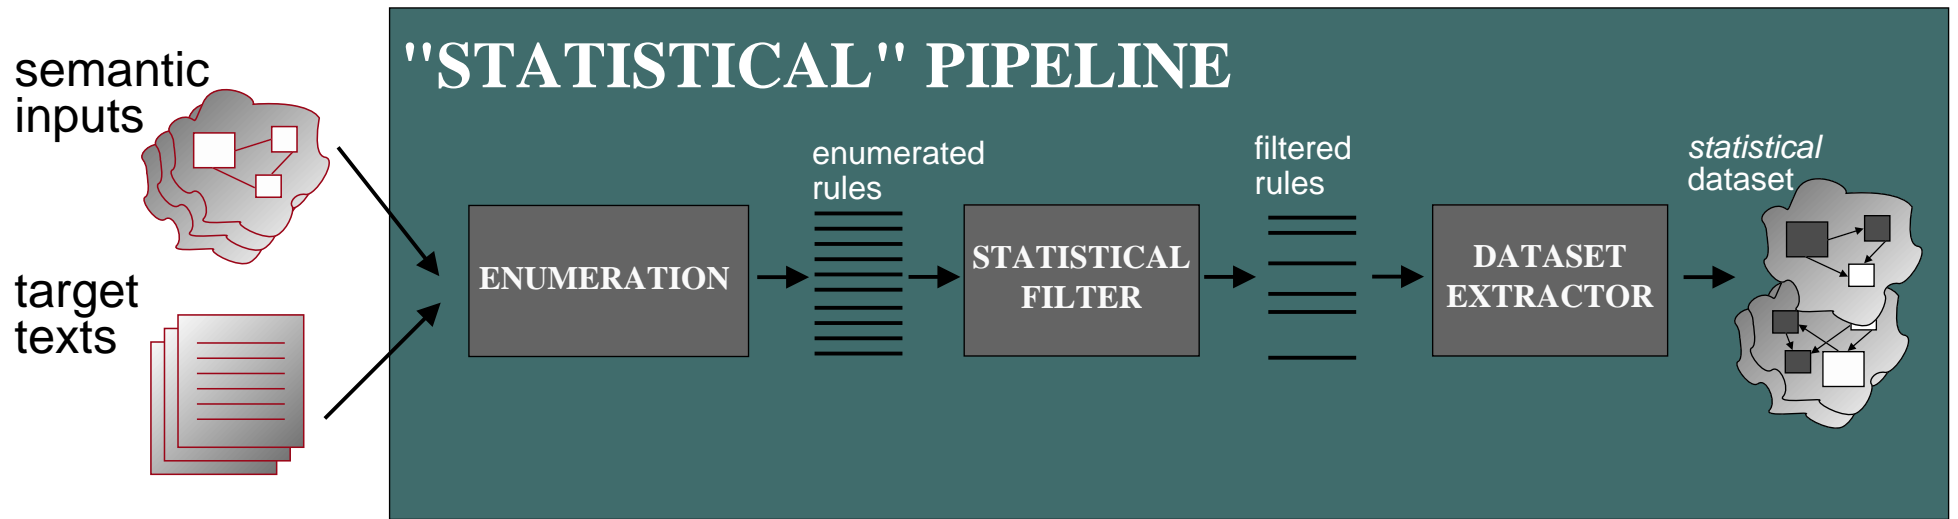 "STATISTICAL" PIPELINE
semantic
inputs
target
texts
ENUMERATION
enumerated
rules
STATISTICAL
FILTER
filtered
rules
DATASET
EXTRACTOR
statistical
dataset